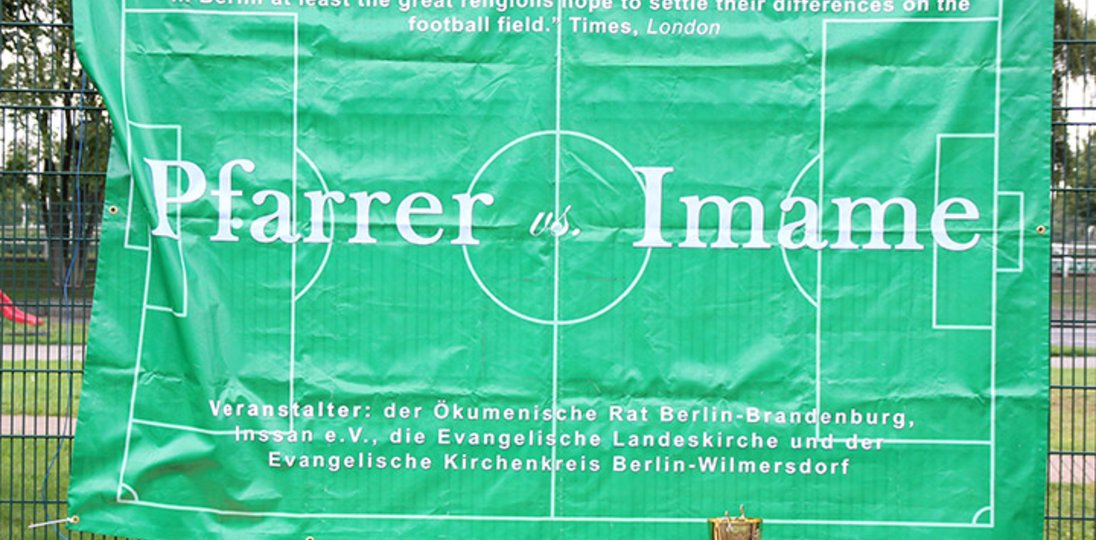 "In Berlin at least the great religions hope to settle their differences on the
football field." Times, London
Pfarrer vs. Imame
Veranstalter: der Ökumenische Rat Berlin-Brandenburg,
Inssan e.V., die Evangelische Landeskirche und der
Evangelische Kirchenkreis Berlin-Wilmersdorf